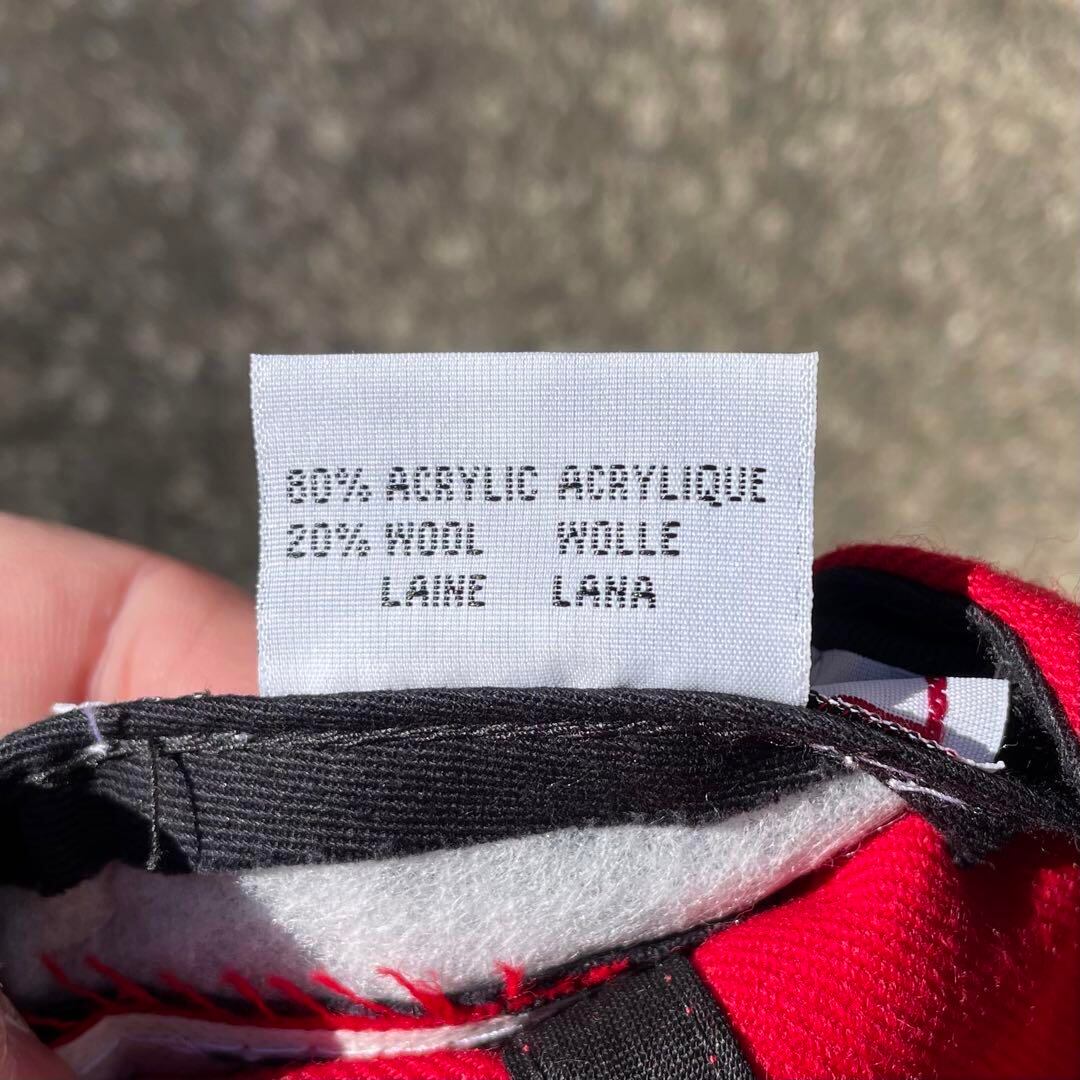 80% ACRYLIC ACRYLIQUE
20% WOOL WOLLE
LAINE LANA